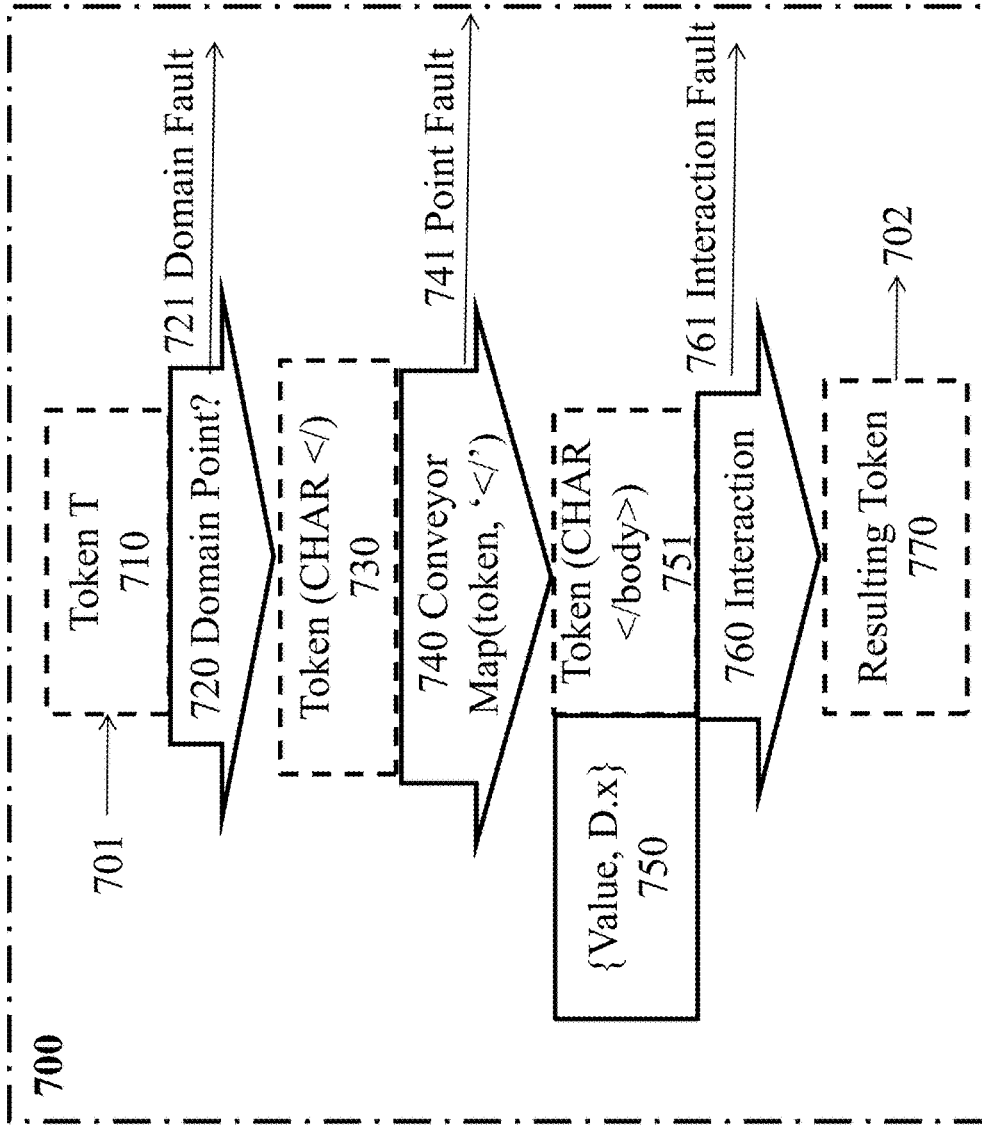 700
701
Token T
710
720 Domain Point?
721 Domain Fault
Token (CHAR </)
730
740 Conveyor
Map(token, ‘</’)
741 Point Fault
{Value, D.x}
750
Token (CHAR
</body>)
751
760 Interaction
761 Interaction Fault
Resulting Token
770
702